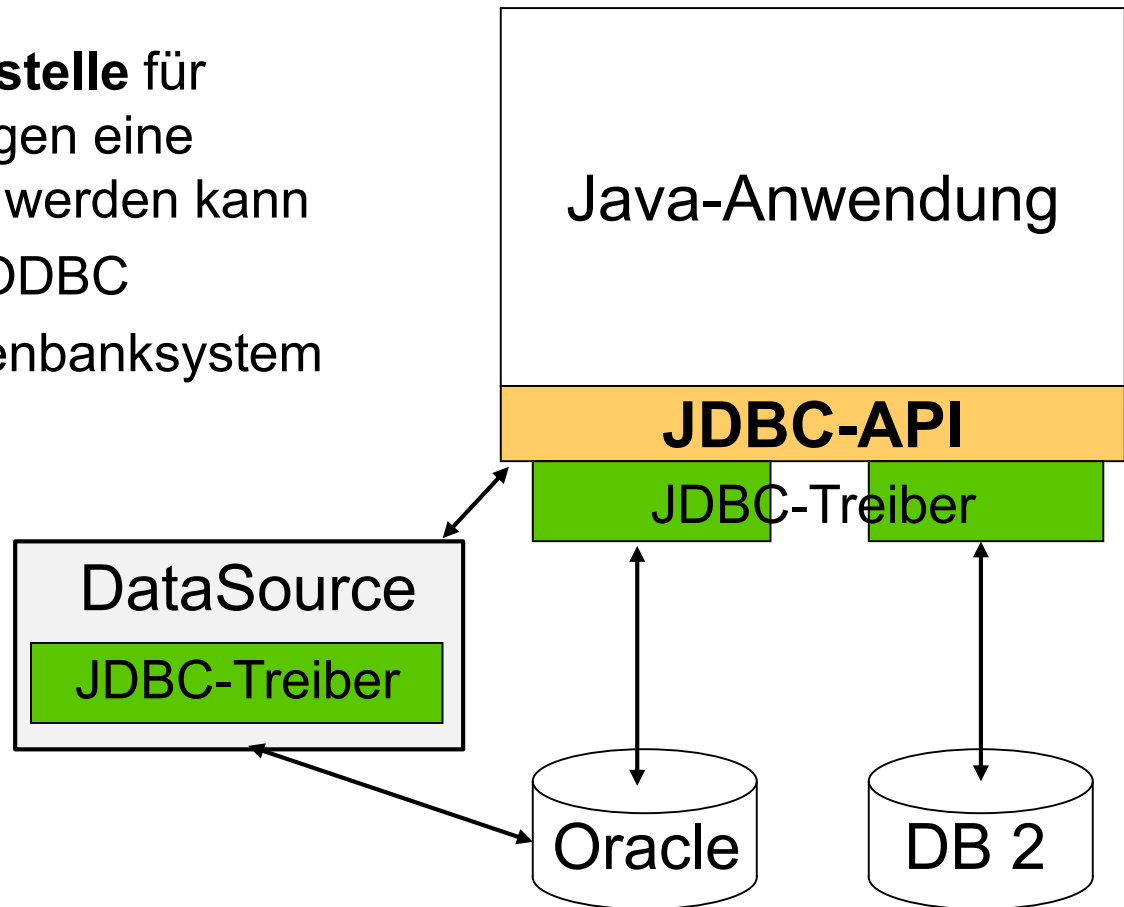 stelle für
gen eine
werden kann
DDBC
enbanksystem
Java-Anwendung
JDBC-API
JDBC-Treiber
DataSource
JDBC-Treiber
Oracle
DB 2